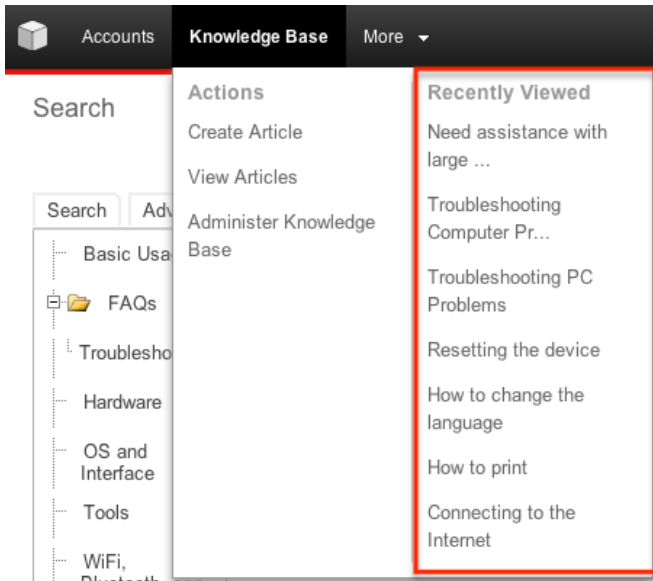 Accounts
Knowledge Base
More
Search
Search
Adv
Basic Usa
FAQs
Troublesho
Hardware
OS and
Interface
Tools
WiFi,
Actions
Create Article
View Articles
Administer Knowledge
Base
Recently Viewed
Need assistance with
large ...
Troubleshooting
Computer Pr...
Troubleshooting PC
Problems
Resetting the device
How to change the
language
How to print
Connecting to the
Internet